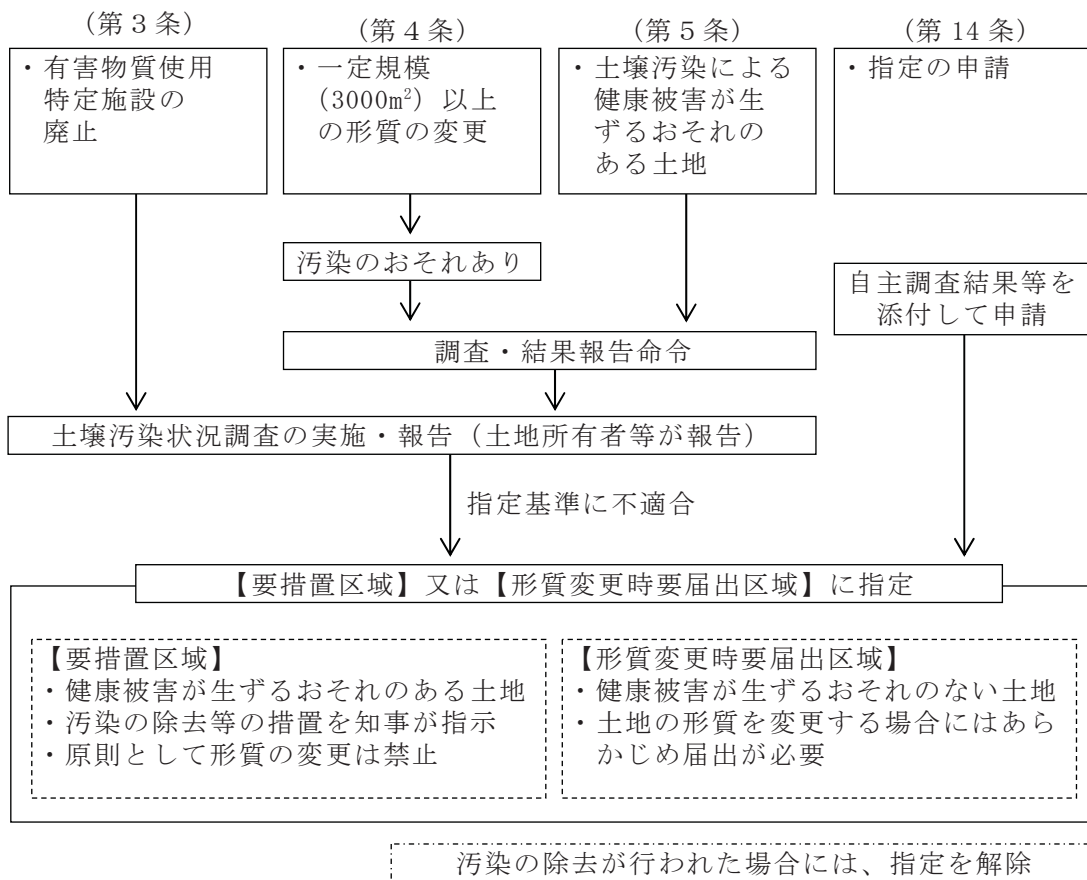 (第3条)
(第4条)
(第5条)
(第14条)
・有害物質使用
特定施設の
廃止
・一定規模
(3000m²)以上
の形質の変更
・土壌汚染による
健康被害が生
ずるおそれの
ある土地
・指定の申請
汚染のおそれあり
自主調査結果等を
添付して申請
調査・結果報告命令
土壌汚染状況調査の実施・報告(土地所有者等が報告)
指定基準に不適合
【要措置区域】又は【形質変更時要届出区域】に指定
【要措置区域】
・健康被害が生ずるおそれのある土地
・汚染の除去等の措置を知事が指示
・原則として形質の変更は禁止
【形質変更時要届出区域】
・健康被害が生ずるおそれのない土地
・土地の形質を変更する場合にはあら
かじめ届出が必要
汚染の除去が行われた場合には、指定を解除